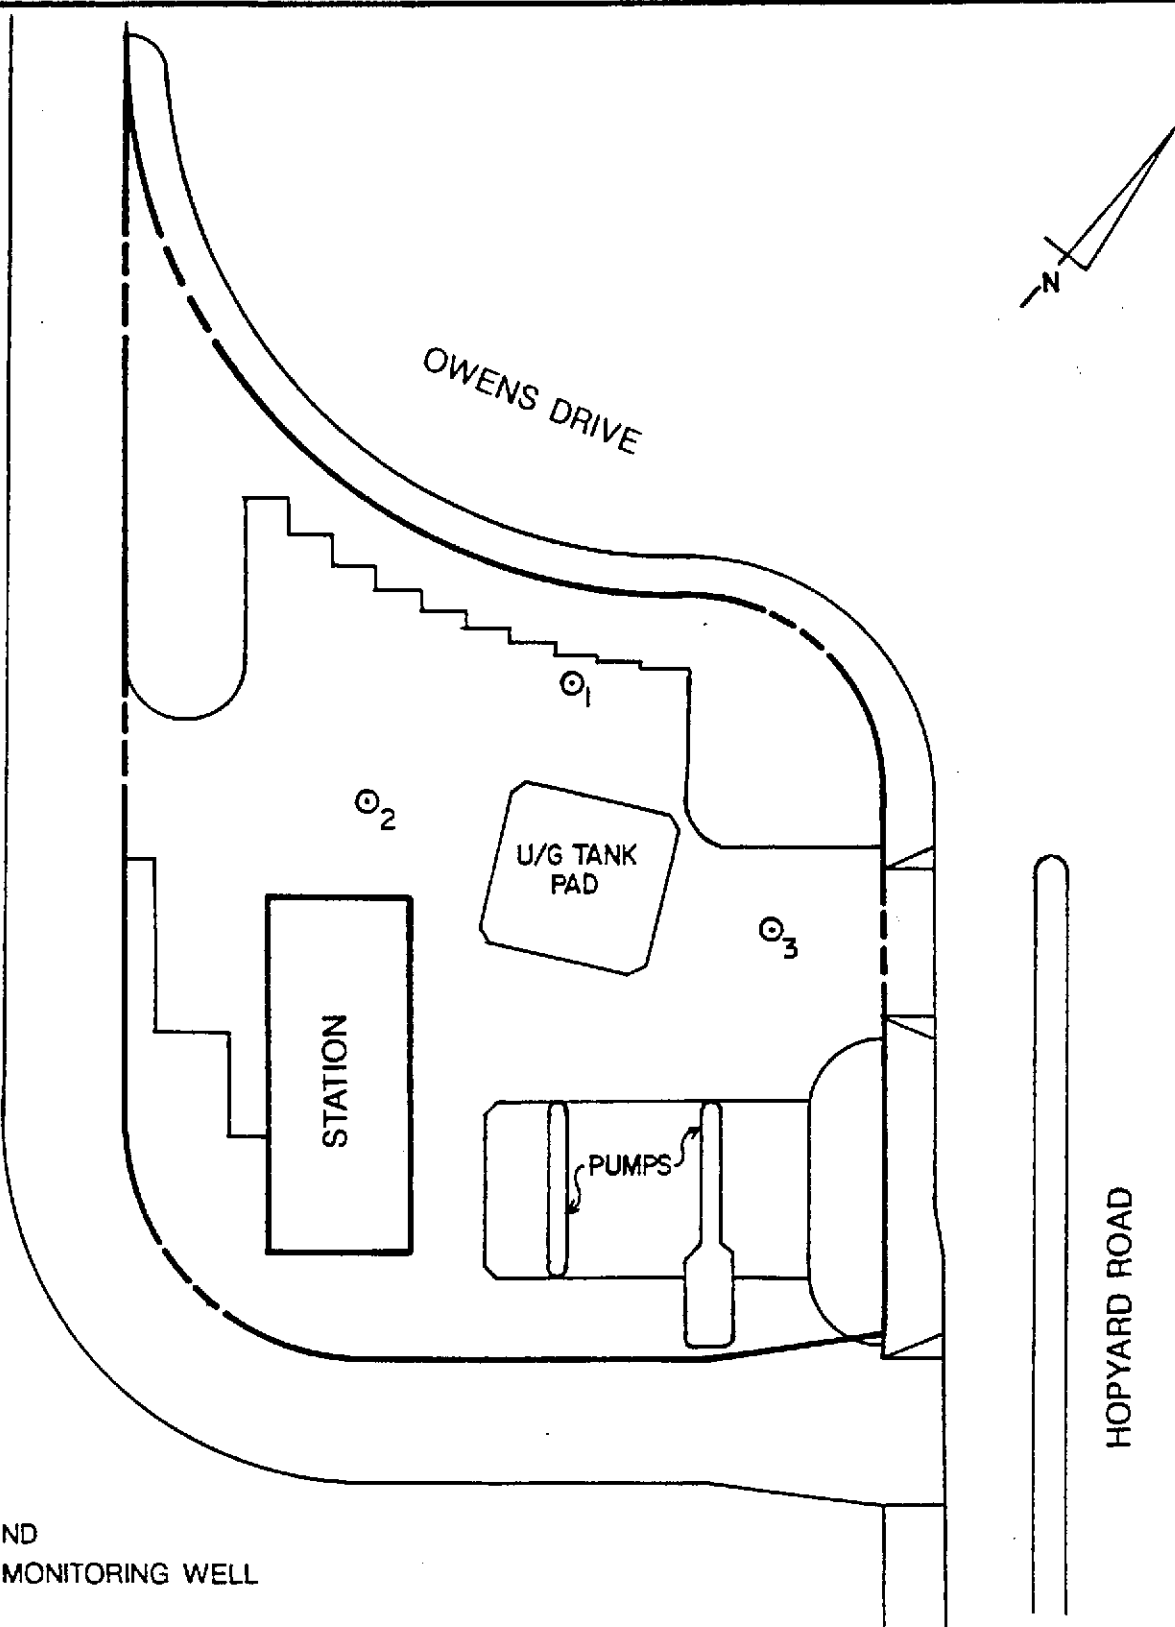 N
OWENS DRIVE
1
2
U/G TANK
PAD
3
STATION
PUMPS
HOPYARD ROAD
ND
MONITORING WELL